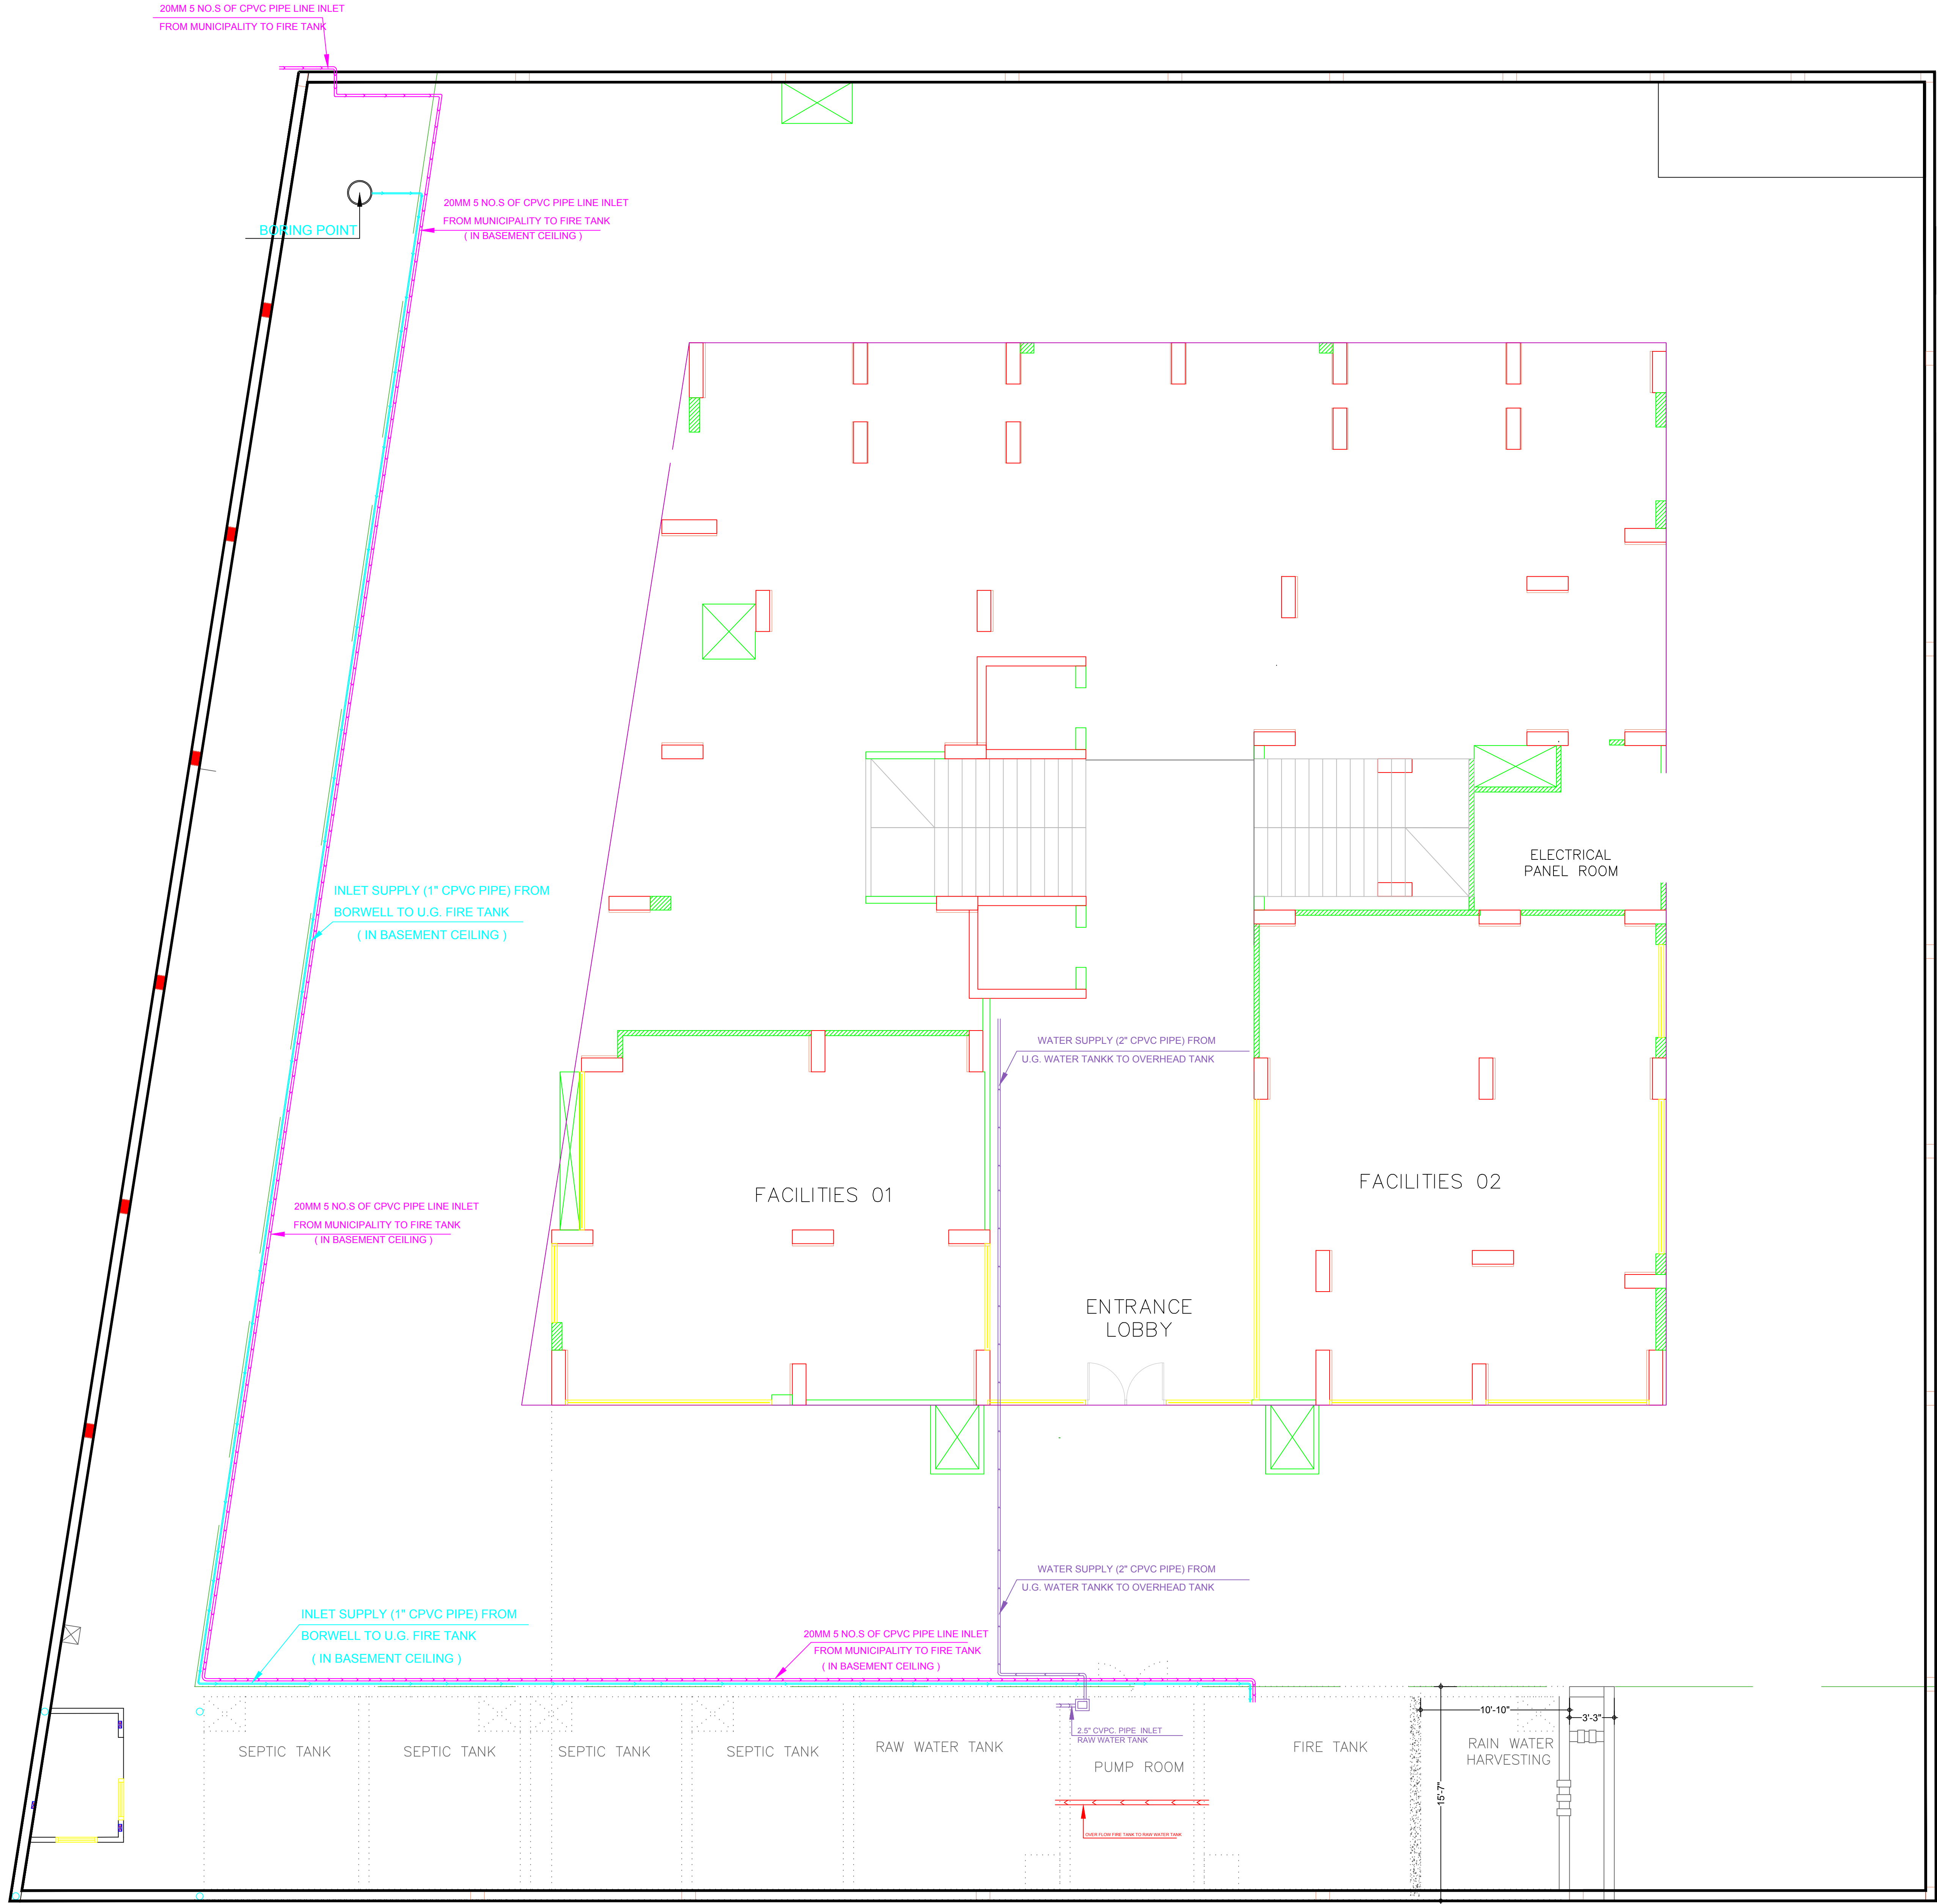 20MM 5 NO.S OF CPVC PIPE LINE INLET
FROM MUNICIPALITY TO FIRE TANK
20MM 5 NO.S OF CPVC PIPE LINE INLET
FROM MUNICIPALITY TO FIRE TANK
( IN BASEMENT CEILING )
BORING POINT
ELECTRICAL
PANEL ROOM
INLET SUPPLY (1" CPVC PIPE) FROM
BORWELL TO U.G. FIRE TANK
( IN BASEMENT CEILING )
WATER SUPPLY (2" CPVC PIPE) FROM
U.G. WATER TANKK TO OVERHEAD TANK
FACILITIES 01
FACILITIES 02
20MM 5 NO.S OF CPVC PIPE LINE INLET
FROM MUNICIPALITY TO FIRE TANK
( IN BASEMENT CEILING )
ENTRANCE
LOBBY
WATER SUPPLY (2" CPVC PIPE) FROM
U.G. WATER TANKK TO OVERHEAD TANK
INLET SUPPLY (1" CPVC PIPE) FROM
BORWELL TO U.G. FIRE TANK
( IN BASEMENT CEILING )
20MM 5 NO.S OF CPVC PIPE LINE INLET
FROM MUNICIPALITY TO FIRE TANK
( IN BASEMENT CEILING )
10'-10"
3'-3"
2.5" CVPC. PIPE INLET
RAW WATER TANK
SEPTIC TANK
SEPTIC TANK
SEPTIC TANK
SEPTIC TANK
RAW WATER TANK
PUMP ROOM
FIRE TANK
RAIN WATER
HARVESTING
15'-7"
OVER FLOW FIRE TANK TO RAW WATER TANK